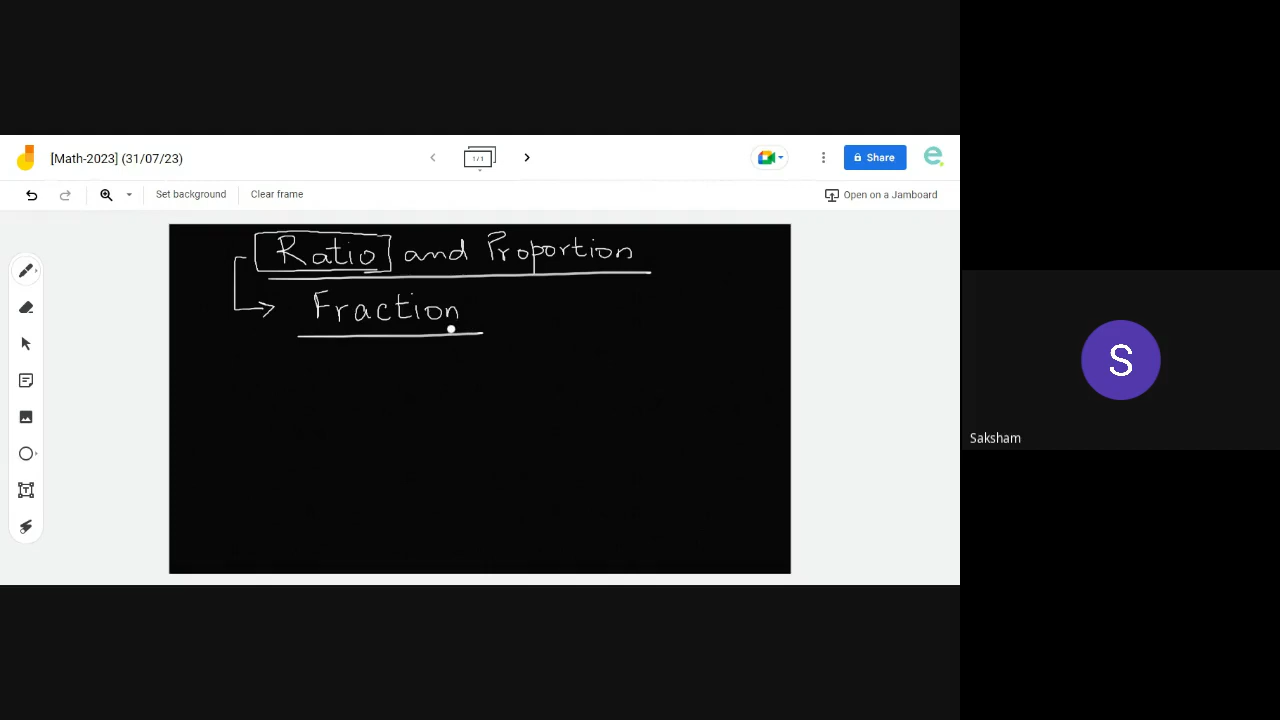 [Math-2023] (31/07/23)
1/1
Share
Set background
Clear frame
Open on a Jamboard
Ratio and Proportion
Fraction
S
Saksham